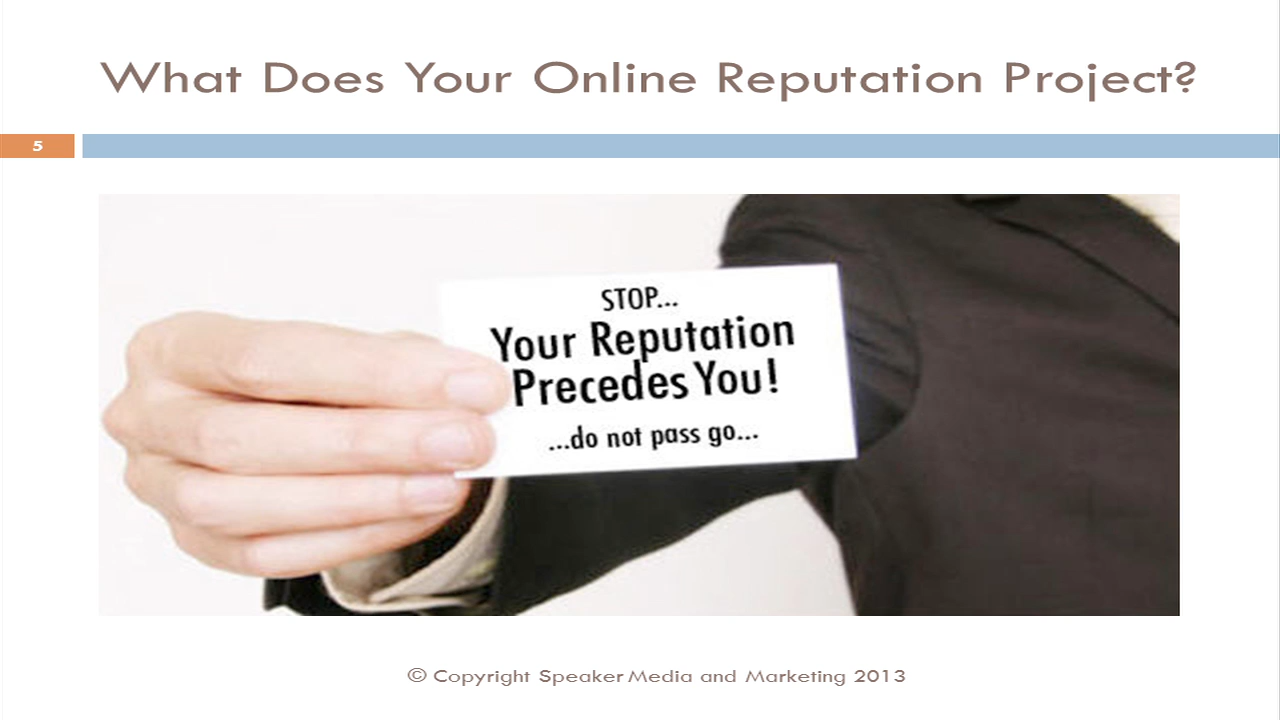 What Does Your Online Reputation Project?
5
STOP...
Your Reputation
Precedes You!
...do not pass go...
© Copyright Speaker Media and Marketing 2013